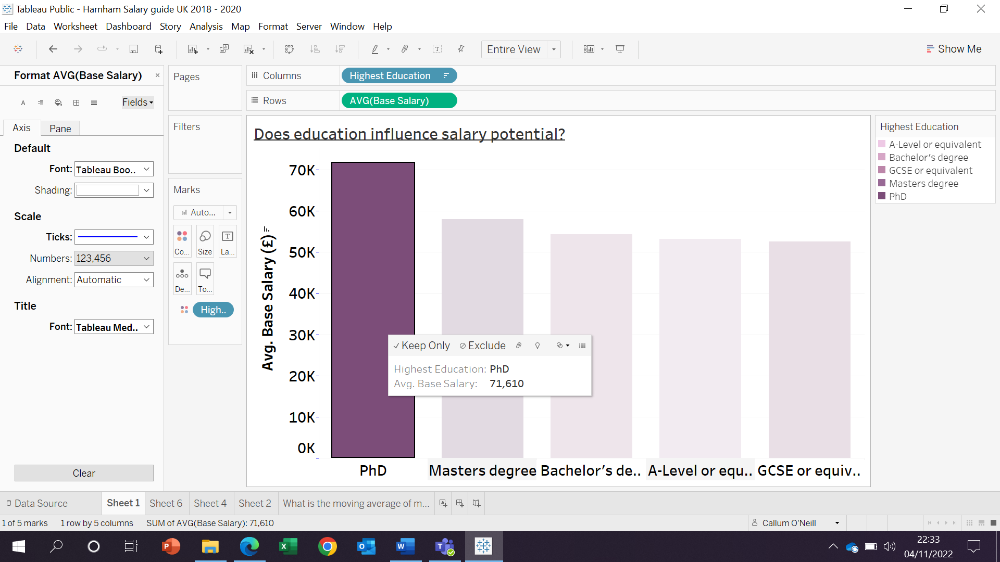 Tableau Public - Harnham Salary guide UK 2018 - 2020
File Data Worksheet Dashboard Story Analysis Map Format Server Window Help
Entire View
Show Me
Format AVG(Base Salary)
Fields
Axis Pane
Default
Font: Tableau Boo..
Shading:
Scale
Ticks:
Numbers: 123,456
Alignment: Automatic
Title
Font: Tableau Med..
Clear
Pages
Filters
Marks
Auto...
Co... Size La...
De... To...
High..
Columns Highest Education
Rows AVG(Base Salary)
Does education influence salary potential?
Avg. Base Salary (£)
70K
60K
50K
40K
30K
20K
10K
0K
Keep Only Exclude
Highest Education: PhD
Avg. Base Salary: 71,610
PhD Masters degree Bachelor's de.. A-Level or equ.. GCSE or equiv..
Highest Education
A-Level or equivalent
Bachelor's degree
GCSE or equivalent
Masters degree
PhD
Data Source Sheet 1 Sheet 6 Sheet 4 Sheet 2 What is the moving average of m...
1 of 5 marks 1 row by 5 columns SUM of AVG(Base Salary): 71,610
Callum O'Neill
22:33
04/11/2022